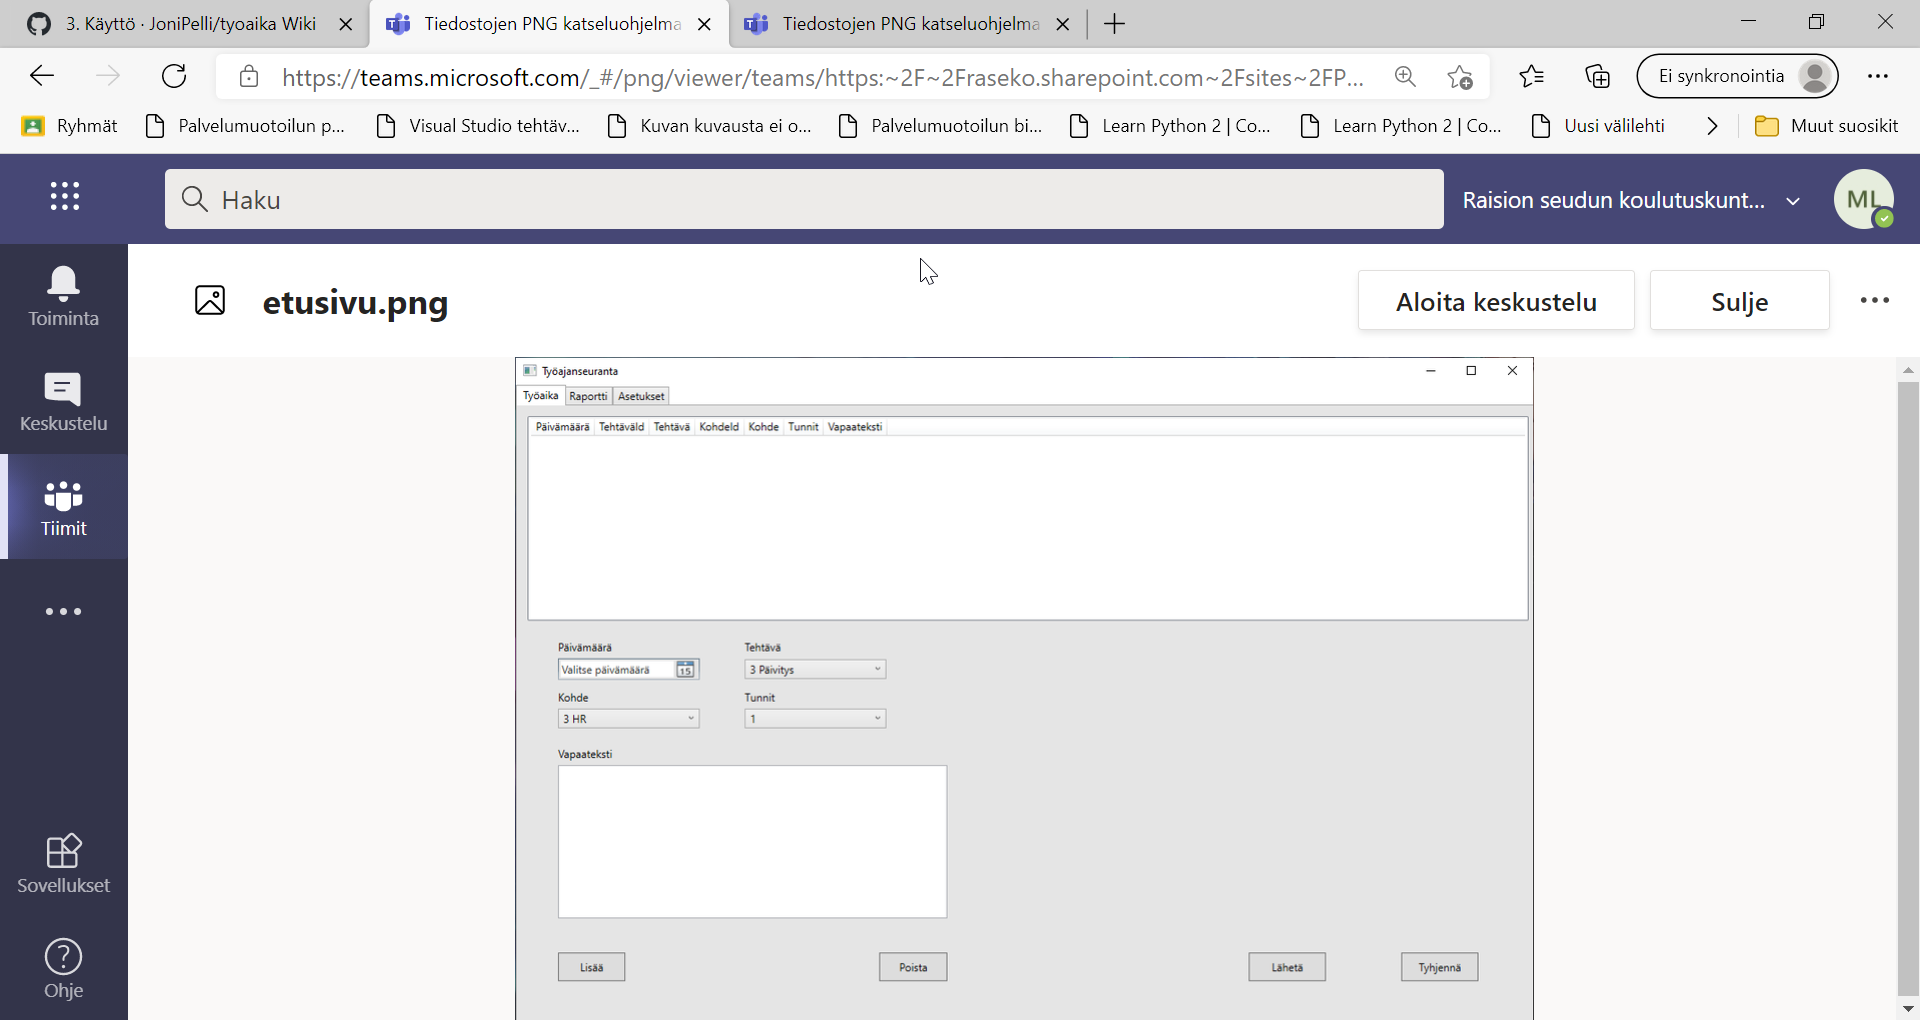 3. Käyttö · JoniPelli/tyoaika Wiki
Tiedostojen PNG katseluohjelma
Tiedostojen PNG katseluohjelma
https://teams.microsoft.com/_#/png/viewer/teams/https:~2F~2Fraseko.sharepoint.com~2Fsites~2FP...
Ei synkronointia
Ryhmät
Palvelumuotoilun p...
Visual Studio tehtäv...
Kuvan kuvausta ei o...
Palvelumuotoilun bi...
Learn Python 2 | Co...
Learn Python 2 | Co...
Uusi välilehti
Muut suosikit
Haku
Raision seudun koulutuskunt...
ML
Toiminta
Keskustelu
Tiimit
Sovellukset
Ohje
etusivu.png
Aloita keskustelu
Sulje
Työajanseuranta
Työaika Raportti Asetukset
Päivämäärä TehtäväId Tehtävä KohdeId Kohde Tunnit Vapaateksti
Päivämäärä Tehtävä
Valitse päivämäärä 15 3 Päivitys
Kohde Tunnit
3 HR 1
Vapaateksti
Lisää Poista Lähetä Tyhjennä